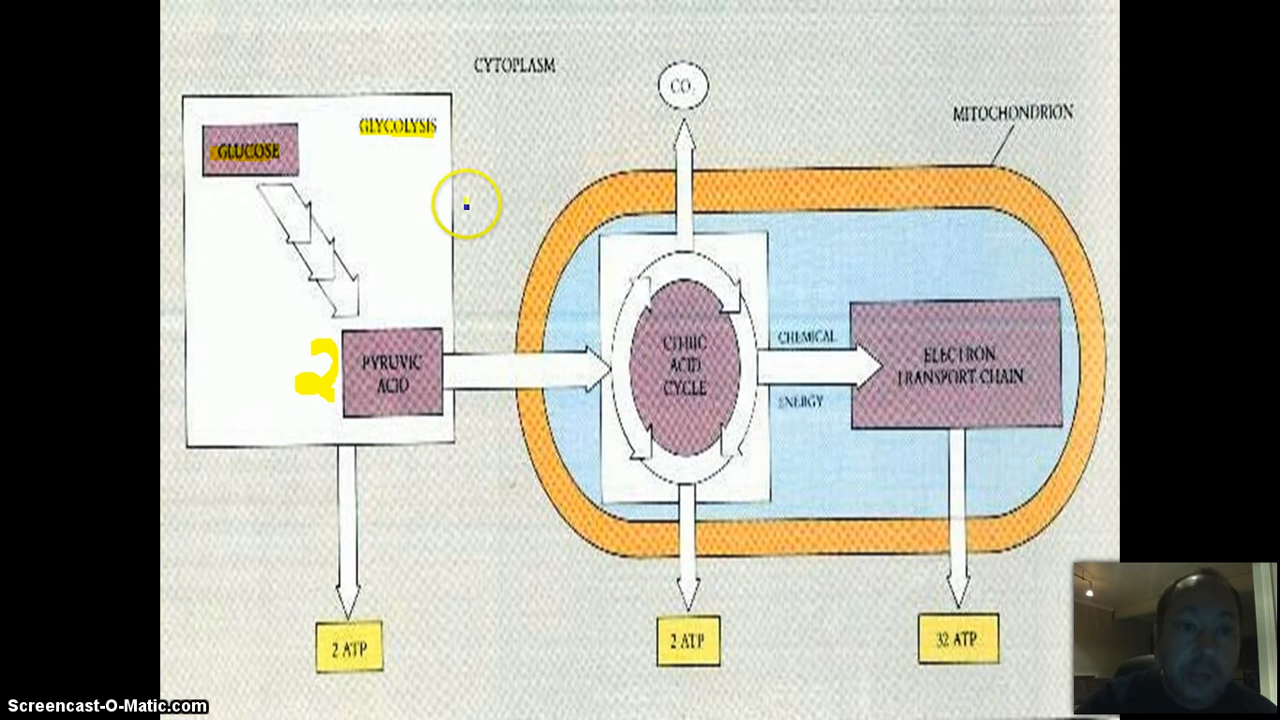 CYTOPLASM
CO₂
MITOCHONDRION
GLYCOLYSIS
GLUCOSE
2
PYRUVIC
ACID
CITRIC
ACID
CYCLE
CHEMICAL
ENERGY
ELECTRON
TRANSPORT CHAIN
2 ATP
2 ATP
32 ATP
Screencast-O-Matic.com